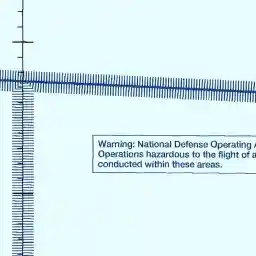 Warning: National Defense Operating
Operations hazardous to the flight of
conducted within these areas.